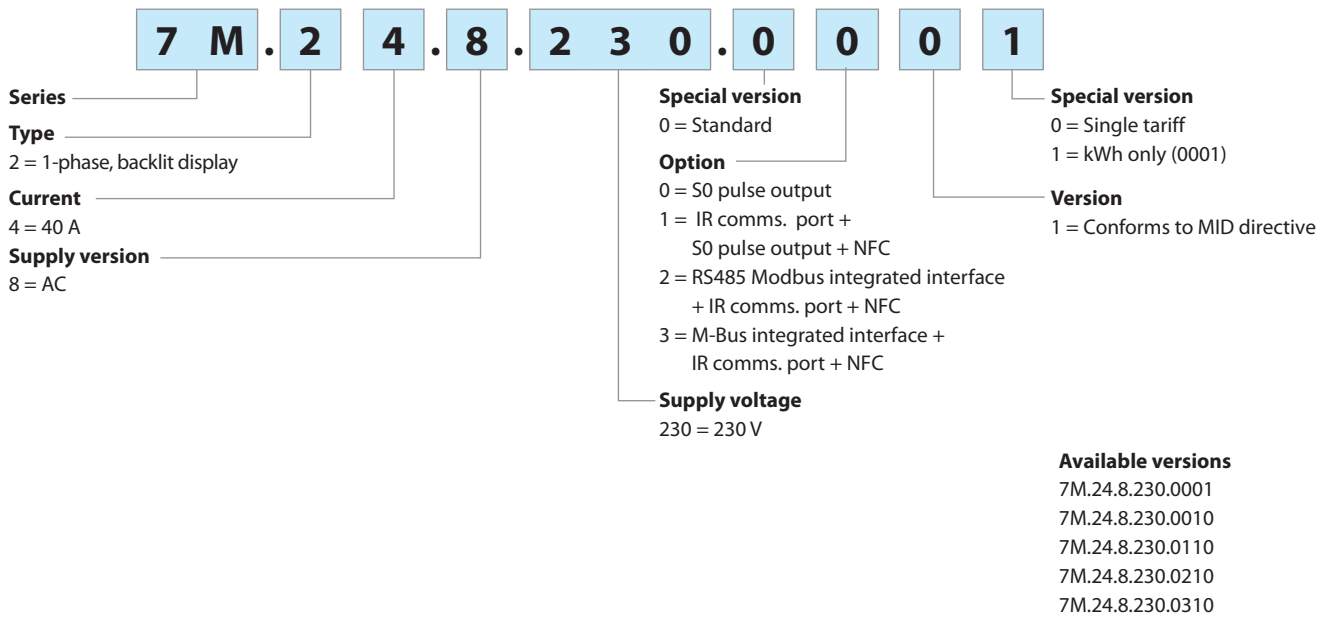 7 M . 2 4 . 8 . 2 3 0 . 0 0 0 1
Series
Type
2 = 1-phase, backlit display
Current
4 = 40 A
Supply version
8 = AC
Special version
0 = Standard
Option
0 = S0 pulse output
1 = IR comms. port +
S0 pulse output + NFC
2 = RS485 Modbus integrated interface
+ IR comms. port + NFC
3 = M-Bus integrated interface +
IR comms. port + NFC
Supply voltage
230 = 230 V
Special version
0 = Single tariff
1 = kWh only (0001)
Version
1 = Conforms to MID directive
Available versions
7M.24.8.230.0001
7M.24.8.230.0010
7M.24.8.230.0110
7M.24.8.230.0210
7M.24.8.230.0310